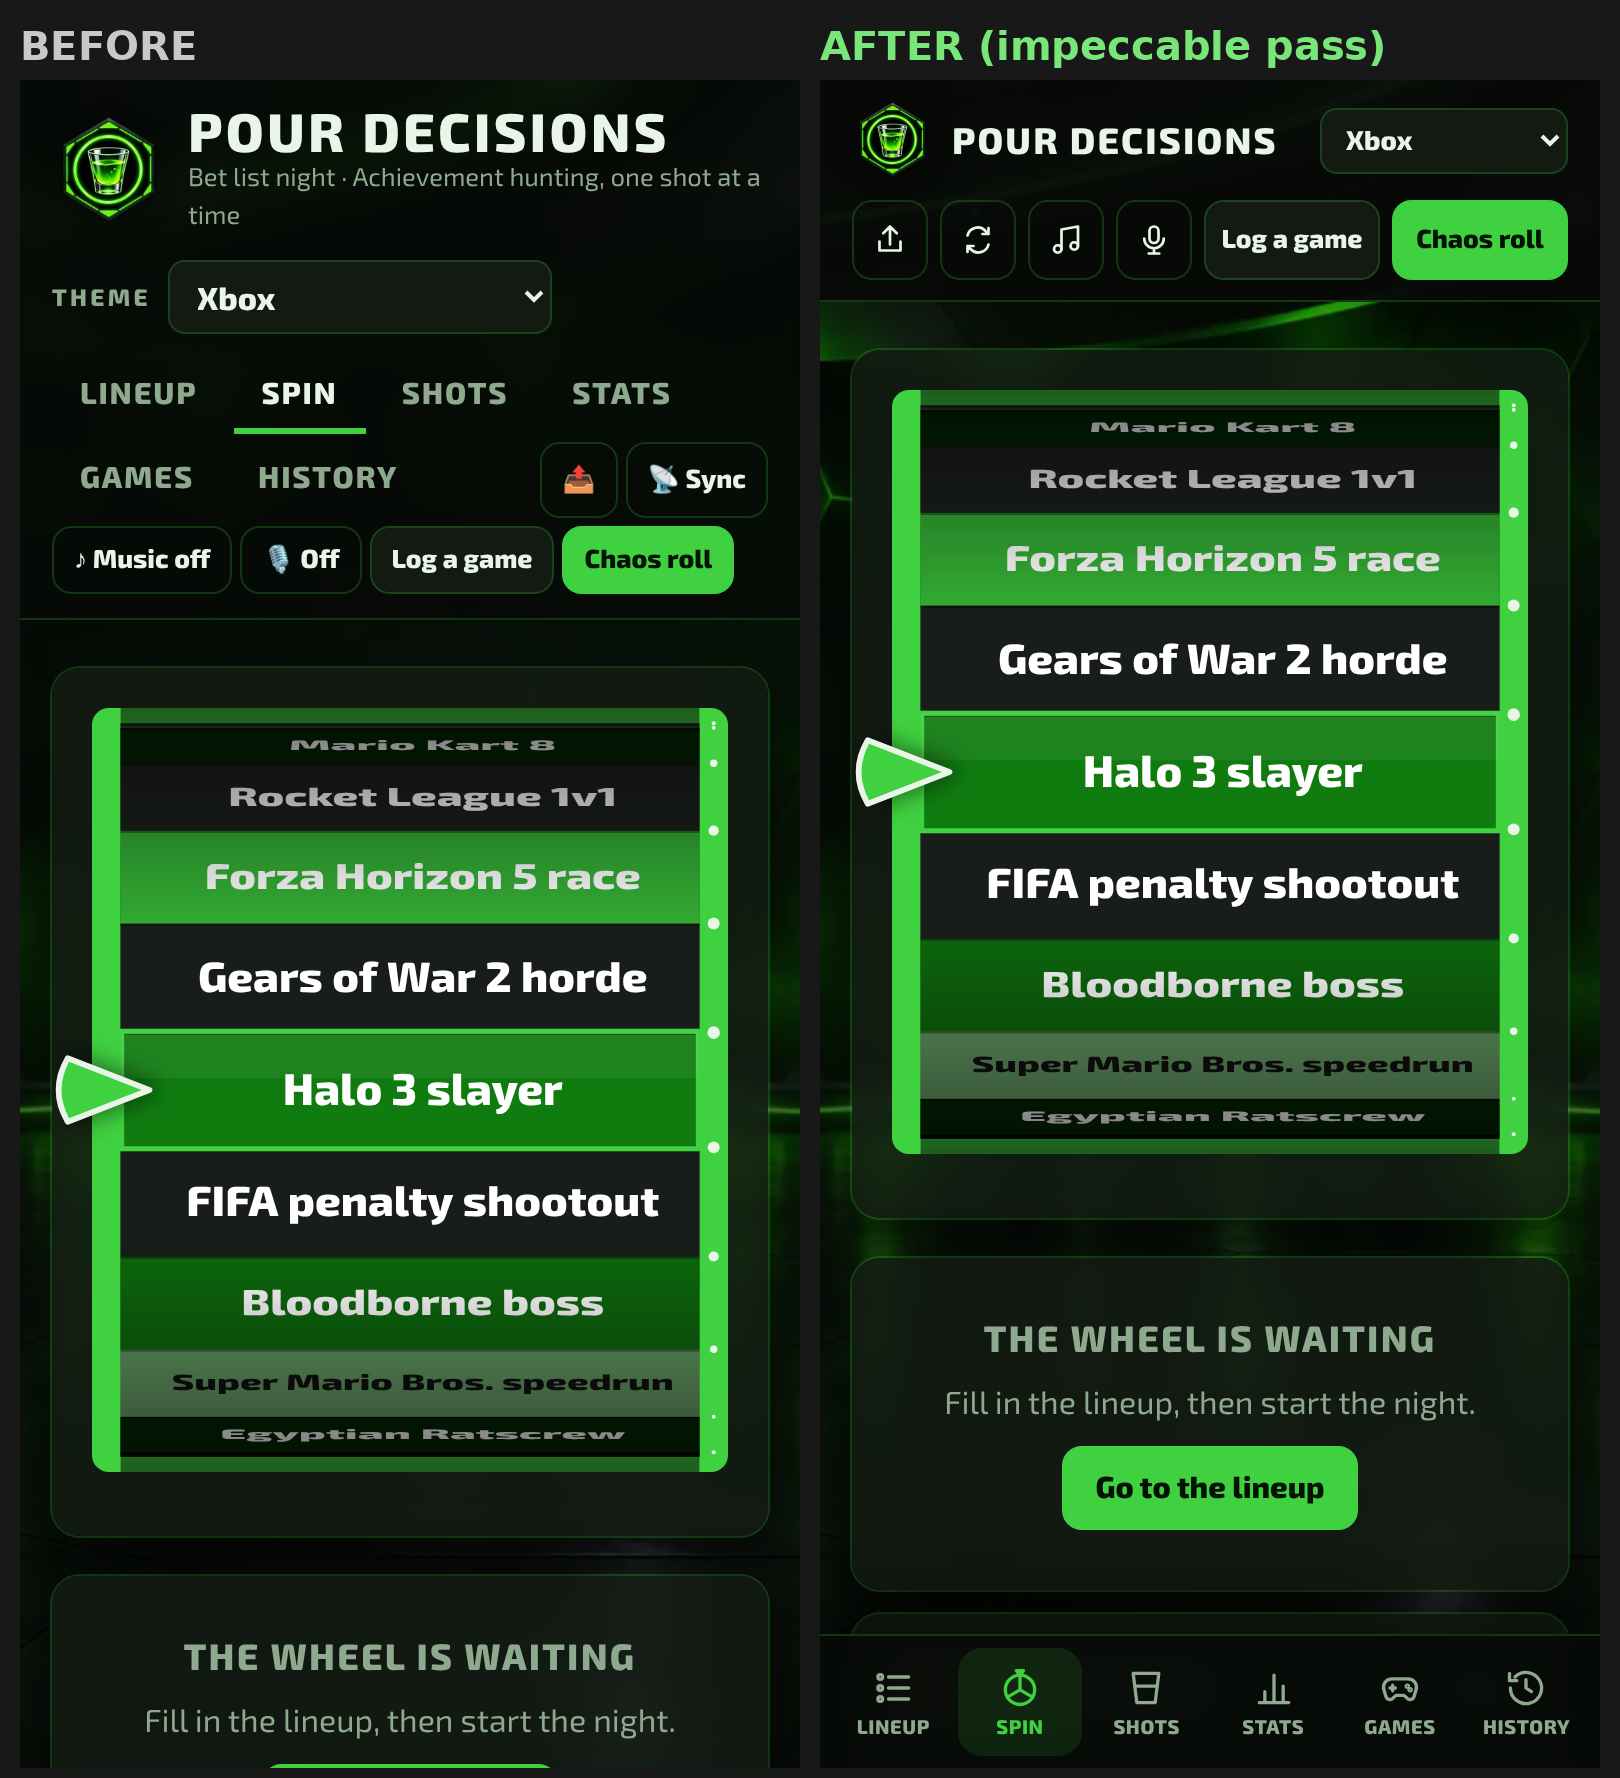 BEFORE
POUR DECISIONS
Bet list night · Achievement hunting, one shot at a
time
THEME Xbox
LINEUP SPIN SHOTS STATS
GAMES HISTORY Sync
♪ Music off Off Log a game Chaos roll
Mario Kart 8
Rocket League 1v1
Forza Horizon 5 race
Gears of War 2 horde
Halo 3 slayer
FIFA penalty shootout
Bloodborne boss
Super Mario Bros. speedrun
Egyptian Ratscrew
THE WHEEL IS WAITING
Fill in the lineup, then start the night.
AFTER (impeccable pass)
POUR DECISIONS Xbox
Log a game Chaos roll
Mario Kart 8
Rocket League 1v1
Forza Horizon 5 race
Gears of War 2 horde
Halo 3 slayer
FIFA penalty shootout
Bloodborne boss
Super Mario Bros. speedrun
Egyptian Ratscrew
THE WHEEL IS WAITING
Fill in the lineup, then start the night.
Go to the lineup
LINEUP SPIN SHOTS STATS GAMES HISTORY